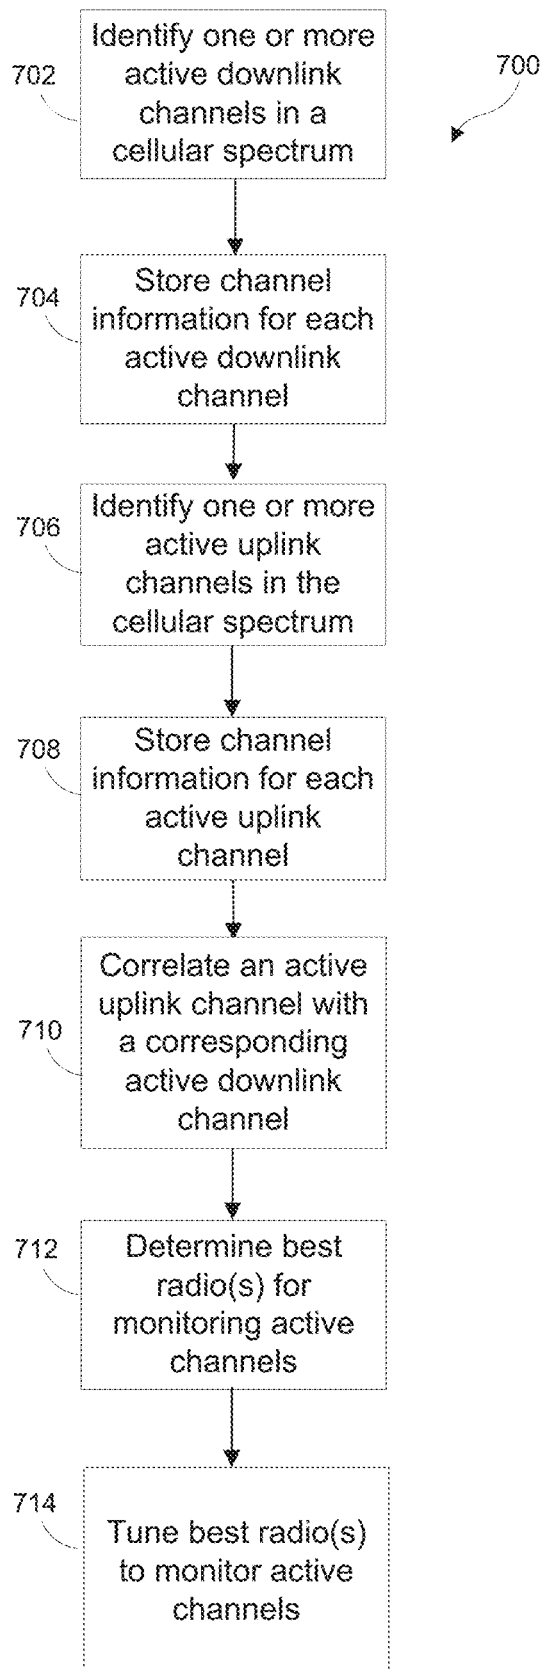 702
Identify one or more
active downlink
channels in a
cellular spectrum
700
704
Store channel
information for each
active downlink
channel
706
Identify one or more
active uplink
channels in the
cellular spectrum
708
Store channel
information for each
active uplink
channel
710
Correlate an active
uplink channel with
a corresponding
active downlink
channel
712
Determine best
radio(s) for
monitoring active
channels
714
Tune best radio(s)
to monitor active
channels